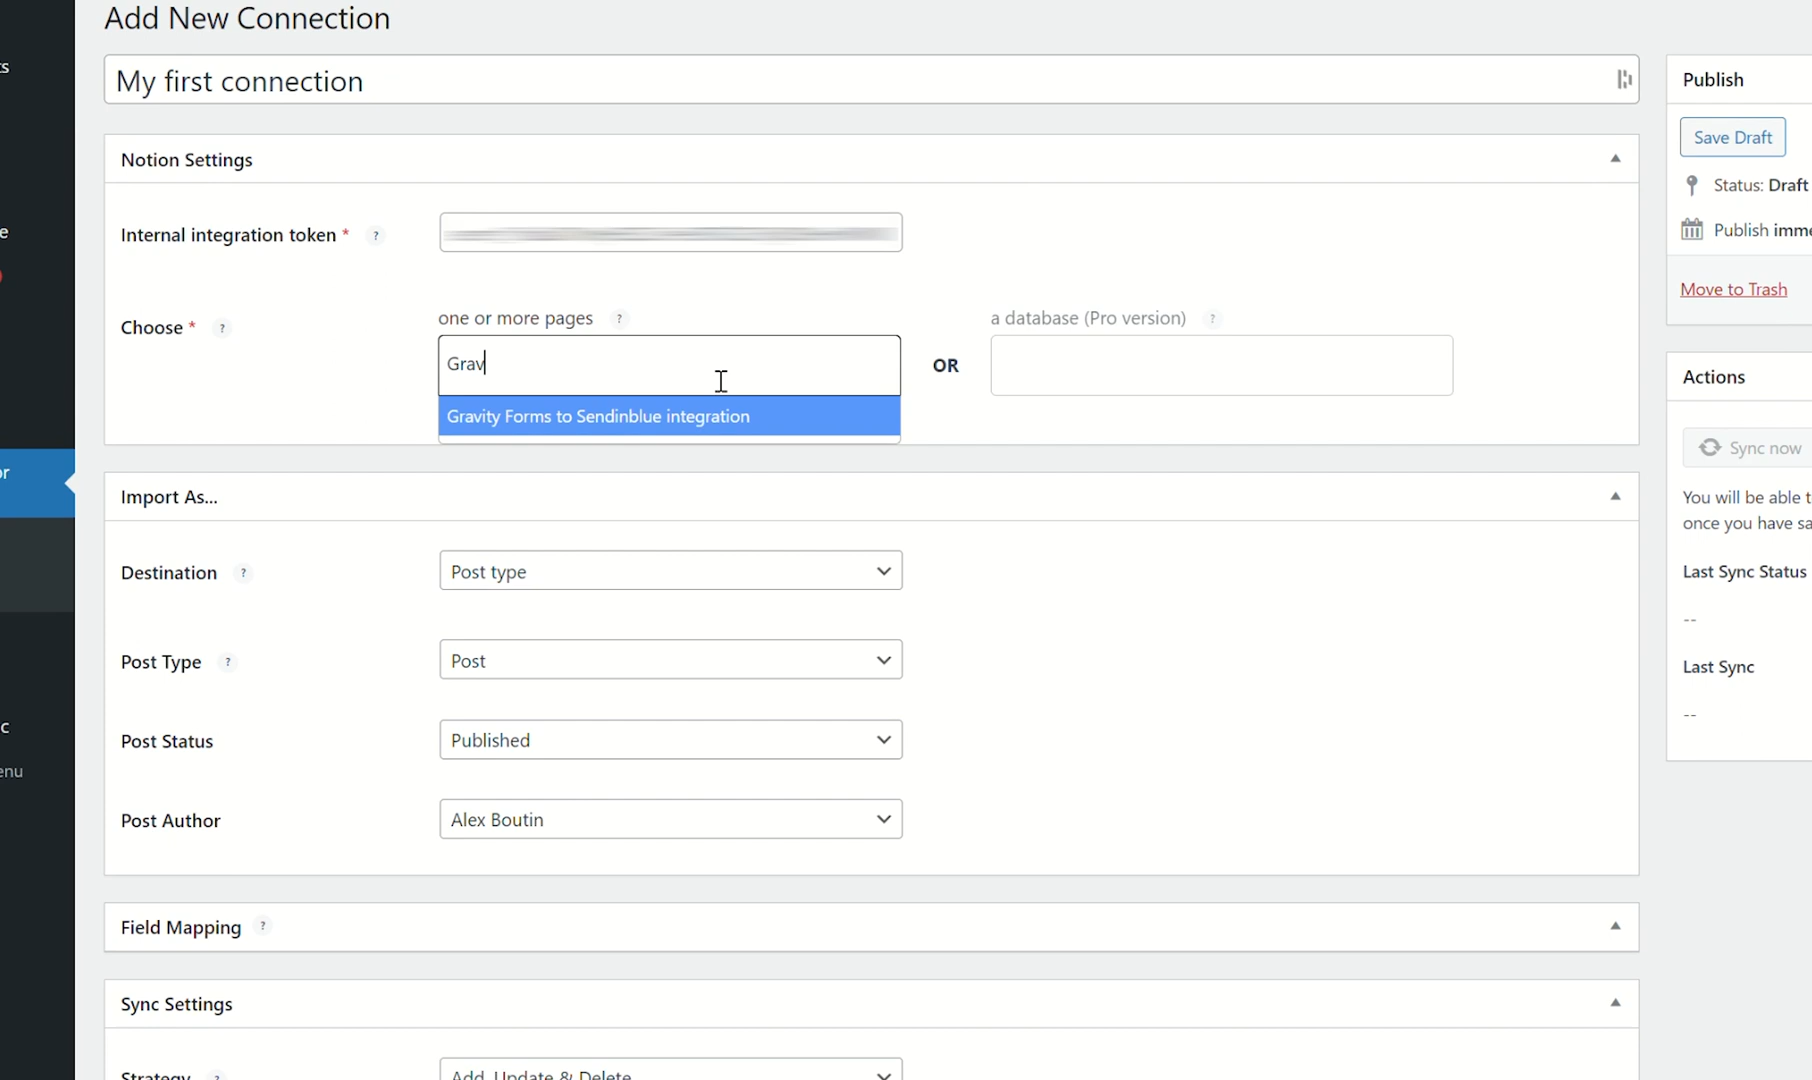 Add New Connection
My first connection
Notion Settings
Internal integration token * ?
Choose * ?
one or more pages ?
Grav
Gravity Forms to Sendinblue integration
OR
a database (Pro version) ?
Import As...
Destination ?
Post type
Post Type ?
Post
Post Status
Published
Post Author
Alex Boutin
Field Mapping ?
Sync Settings
Strategy ?
Add, Update & Delete
Publish
Save Draft
Status: Draft
Publish imme
Move to Trash
Actions
Sync now
You will be able t
once you have sa
Last Sync Status
--
Last Sync
--
ts
e
or
c
enu